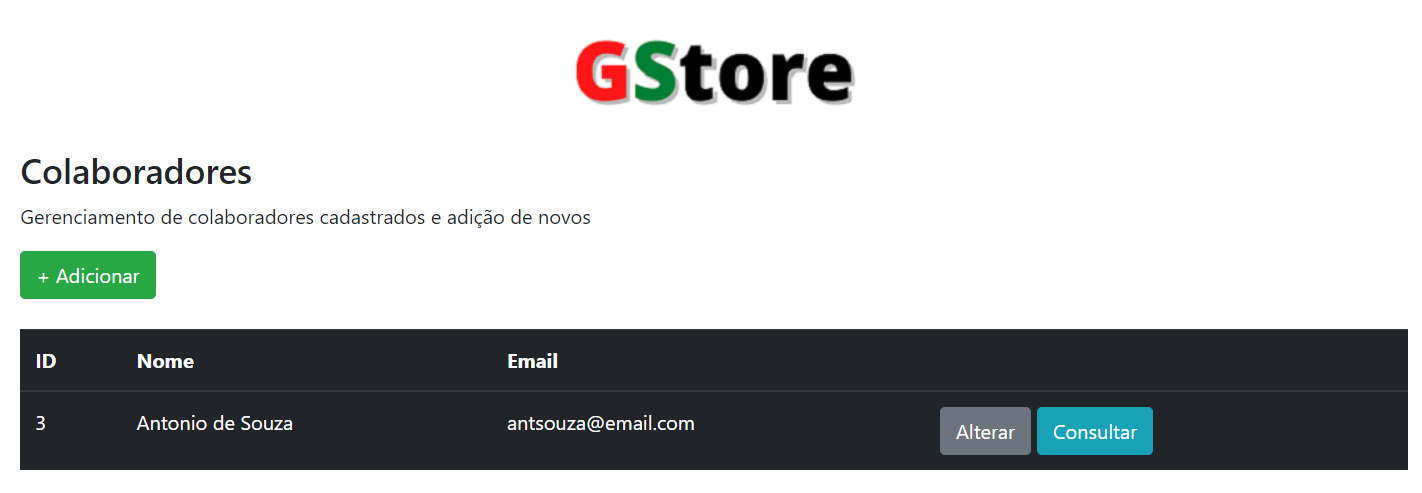 GStore
Colaboradores
Gerenciamento de colaboradores cadastrados e adição de novos
+ Adicionar
ID Nome Email
3 Antonio de Souza antsouza@email.com Alterar Consultar